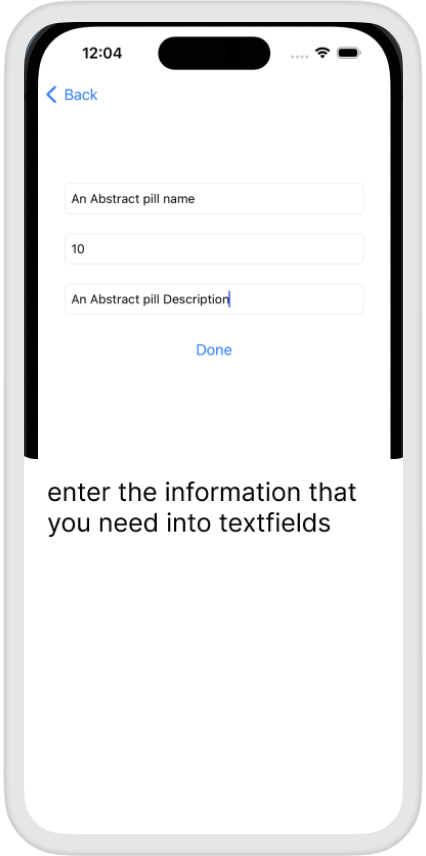 12:04
Back
An Abstract pill name
10
An Abstract pill Description
Done
enter the information that
you need into textfields